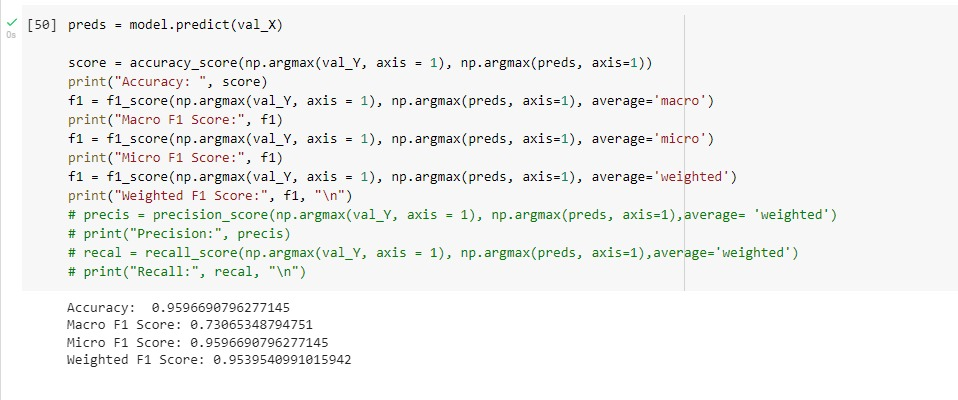 [50] preds = model.predict(val_X)
0s
score = accuracy_score(np.argmax(val_Y, axis = 1), np.argmax(preds, axis=1))
print("Accuracy: ", score)
f1 = f1_score(np.argmax(val_Y, axis = 1), np.argmax(preds, axis=1), average='macro')
print("Macro F1 Score:", f1)
f1 = f1_score(np.argmax(val_Y, axis = 1), np.argmax(preds, axis=1), average='micro')
print("Micro F1 Score:", f1)
f1 = f1_score(np.argmax(val_Y, axis = 1), np.argmax(preds, axis=1), average='weighted')
print("Weighted F1 Score:", f1, "\n")
# precis = precision_score(np.argmax(val_Y, axis = 1), np.argmax(preds, axis=1),average= 'weighted')
# print("Precision:", precis)
# recal = recall_score(np.argmax(val_Y, axis = 1), np.argmax(preds, axis=1),average='weighted')
# print("Recall:", recal, "\n")
Accuracy:  0.9596690796277145
Macro F1 Score: 0.73065348794751
Micro F1 Score: 0.9596690796277145
Weighted F1 Score: 0.9539540991015942